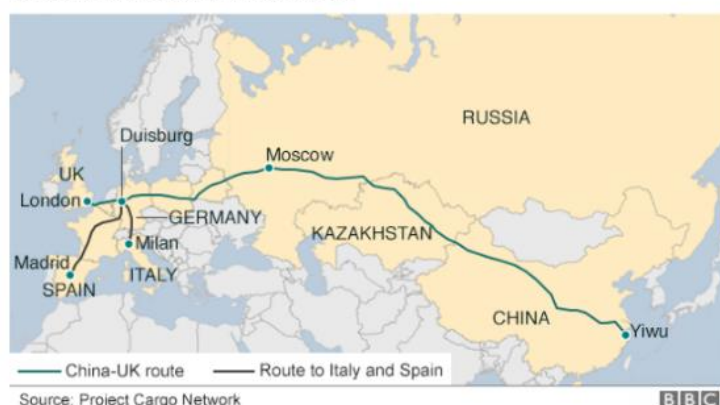 RUSSIA
Duisburg
Moscow
UK
London
GERMANY
KAZAKHSTAN
Milan
Madrid
ITALY
SPAIN
CHINA
Yiwu
China-UK route
Route to Italy and Spain
Source: Project Cargo Network
BBC